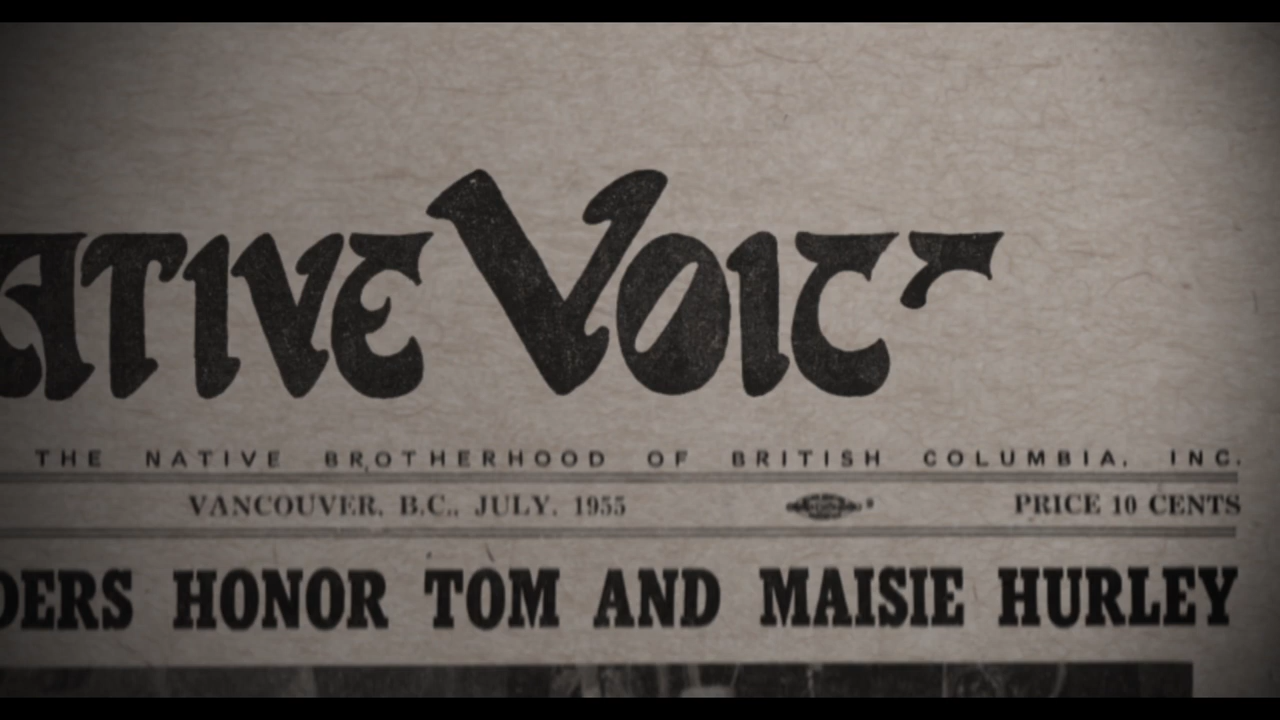 ATIVE VOIC
THE NATIVE BROTHERHOOD OF BRITISH COLUMBIA, INC.
VANCOUVER, B.C., JULY, 1955 PRICE 10 CENTS
DERS HONOR TOM AND MAISIE HURLEY